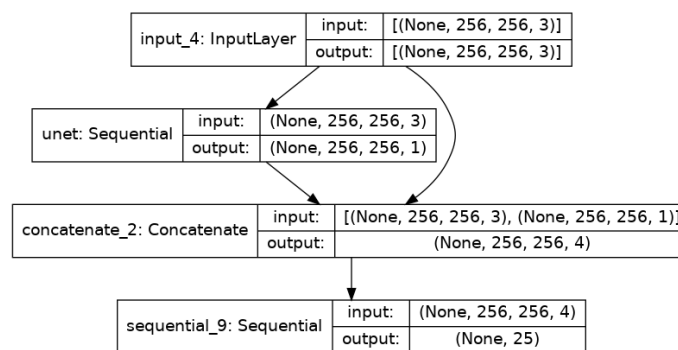 input_4: InputLayer
input: [(None, 256, 256, 3)]
output: [(None, 256, 256, 3)]
unet: Sequential
input: (None, 256, 256, 3)
output: (None, 256, 256, 1)
concatenate_2: Concatenate
input: [(None, 256, 256, 3), (None, 256, 256, 1)]
output: (None, 256, 256, 4)
sequential_9: Sequential
input: (None, 256, 256, 4)
output: (None, 25)